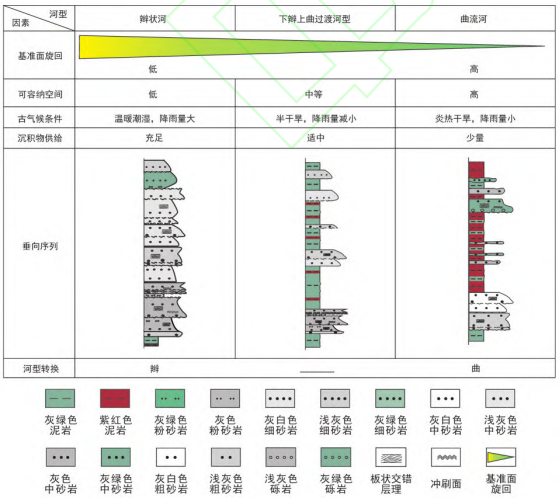 河型
因素
辫状河
下辫上曲过渡河型
曲流河
基准面旋回
低
高
可容纳空间
低
中等
高
古气候条件
温暖潮湿，降雨量大
半干旱，降雨量减小
炎热干旱，降雨量小
沉积物供给
充足
适中
少量
垂向序列
河型转换
辫
曲
灰绿色
泥岩
紫红色
泥岩
灰绿色
粉砂岩
灰色
粉砂岩
灰白色
细砂岩
浅灰色
细砂岩
灰绿色
细砂岩
灰白色
中砂岩
浅灰色
中砂岩
灰色
中砂岩
灰绿色
中砂岩
灰白色
粗砂岩
浅灰色
粗砂岩
浅灰色
砾岩
灰绿色
砾岩
板状交错
层理
冲刷面
基准面
旋回